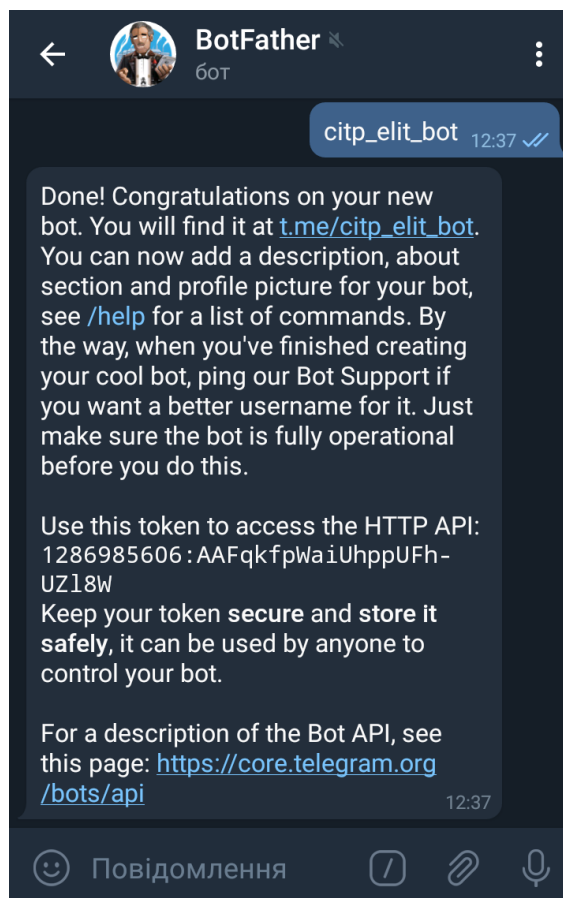 BotFather
бот
citp_elit_bot 12:37
Done! Congratulations on your new
bot. You will find it at t.me/citp_elit_bot.
You can now add a description, about
section and profile picture for your bot,
see /help for a list of commands. By
the way, when you've finished creating
your cool bot, ping our Bot Support if
you want a better username for it. Just
make sure the bot is fully operational
before you do this.
Use this token to access the HTTP API:
1286985606:AAFqkfpWaiUhppUFh-
UZl8W
Keep your token secure and store it
safely, it can be used by anyone to
control your bot.
For a description of the Bot API, see
this page: https://core.telegram.org
/bots/api
12:37
Повідомлення